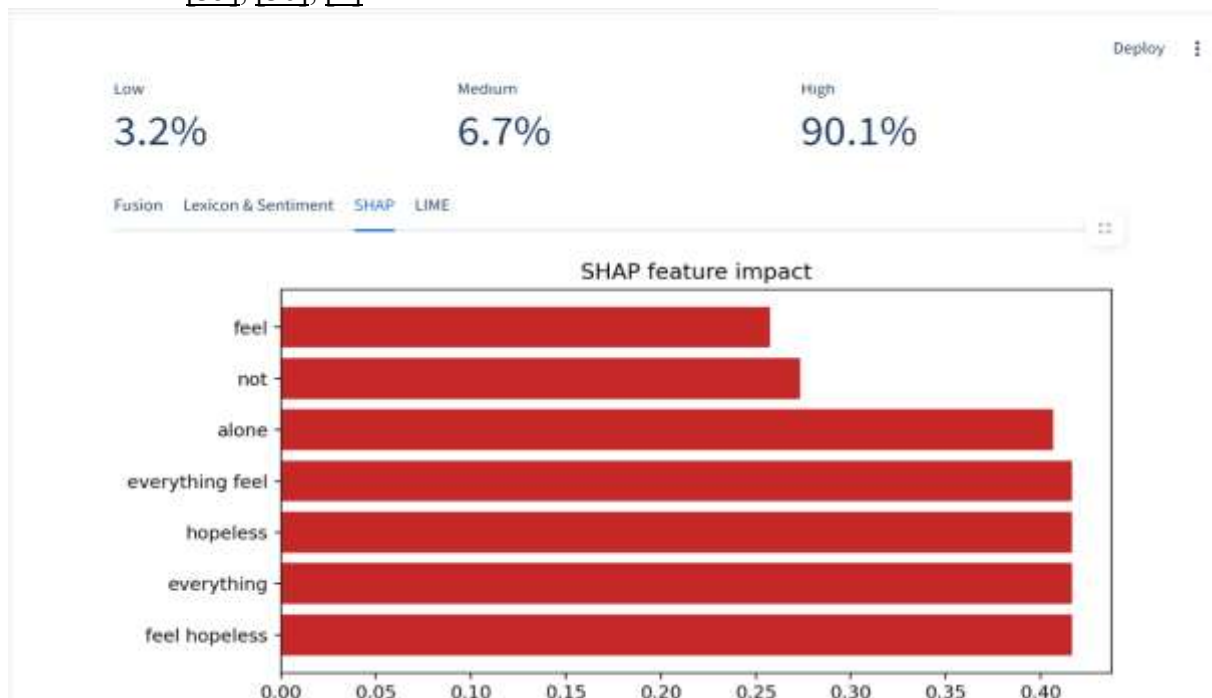 Deploy
Low Medium High
3.2% 6.7% 90.1%
Fusion Lexicon & Sentiment SHAP LIME
SHAP feature impact
feel
not
alone
everything feel
hopeless
everything
feel hopeless
0.00 0.05 0.10 0.15 0.20 0.25 0.30 0.35 0.40